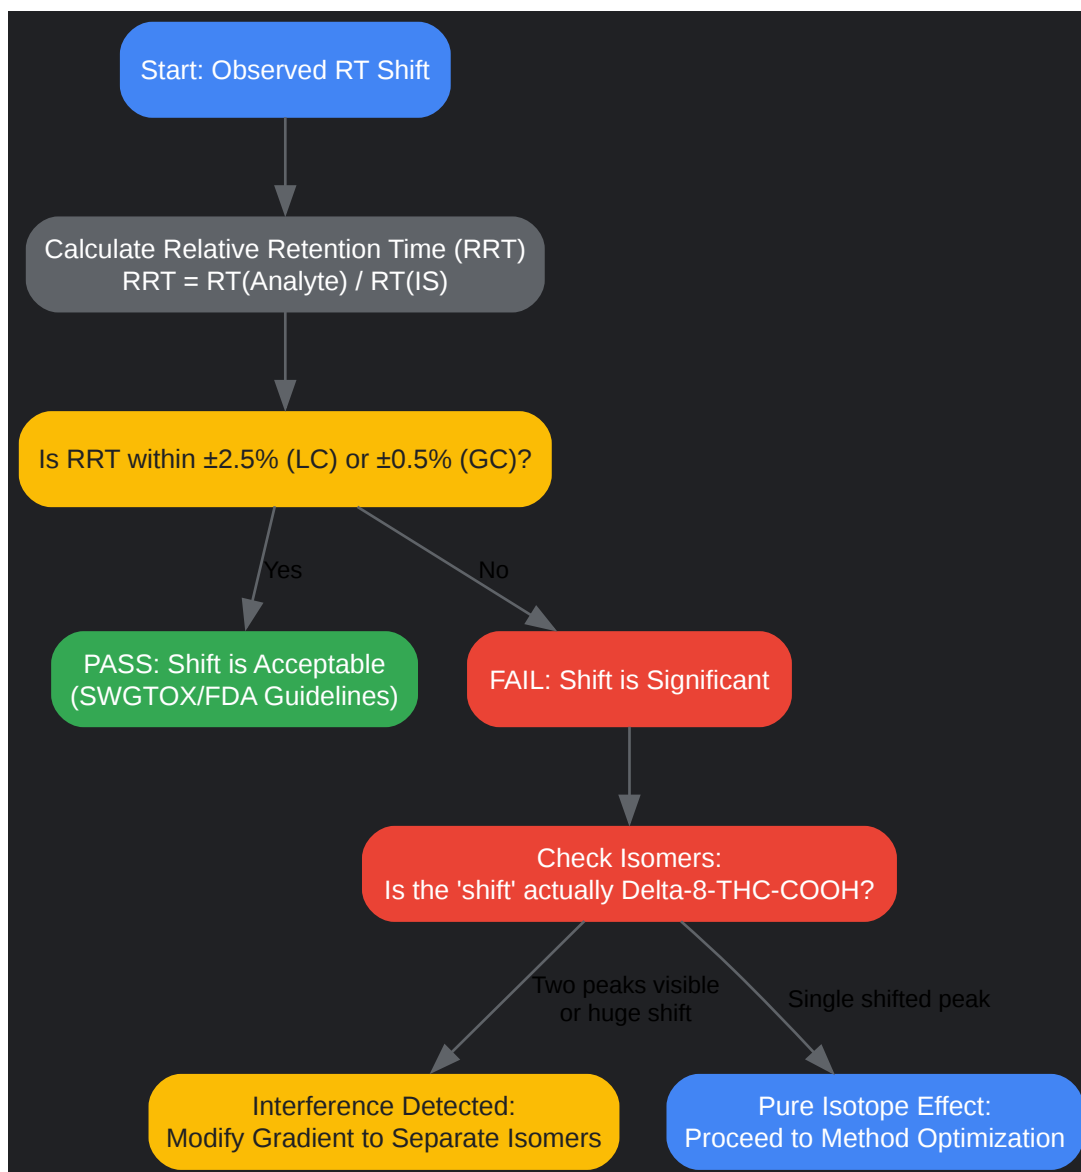 Start: Observed RT Shift
Calculate Relative Retention Time (RRT)
RRT = RT(Analyte) / RT(IS)
Is RRT within ±2.5% (LC) or ±0.5% (GC)?
Yes
No
PASS: Shift is Acceptable
(SWGTOX/FDA Guidelines)
FAIL: Shift is Significant
Check Isomers:
Is the 'shift' actually Delta-8-THC-COOH?
Two peaks visible
or huge shift
Single shifted peak
Interference Detected:
Modify Gradient to Separate Isomers
Pure Isotope Effect:
Proceed to Method Optimization